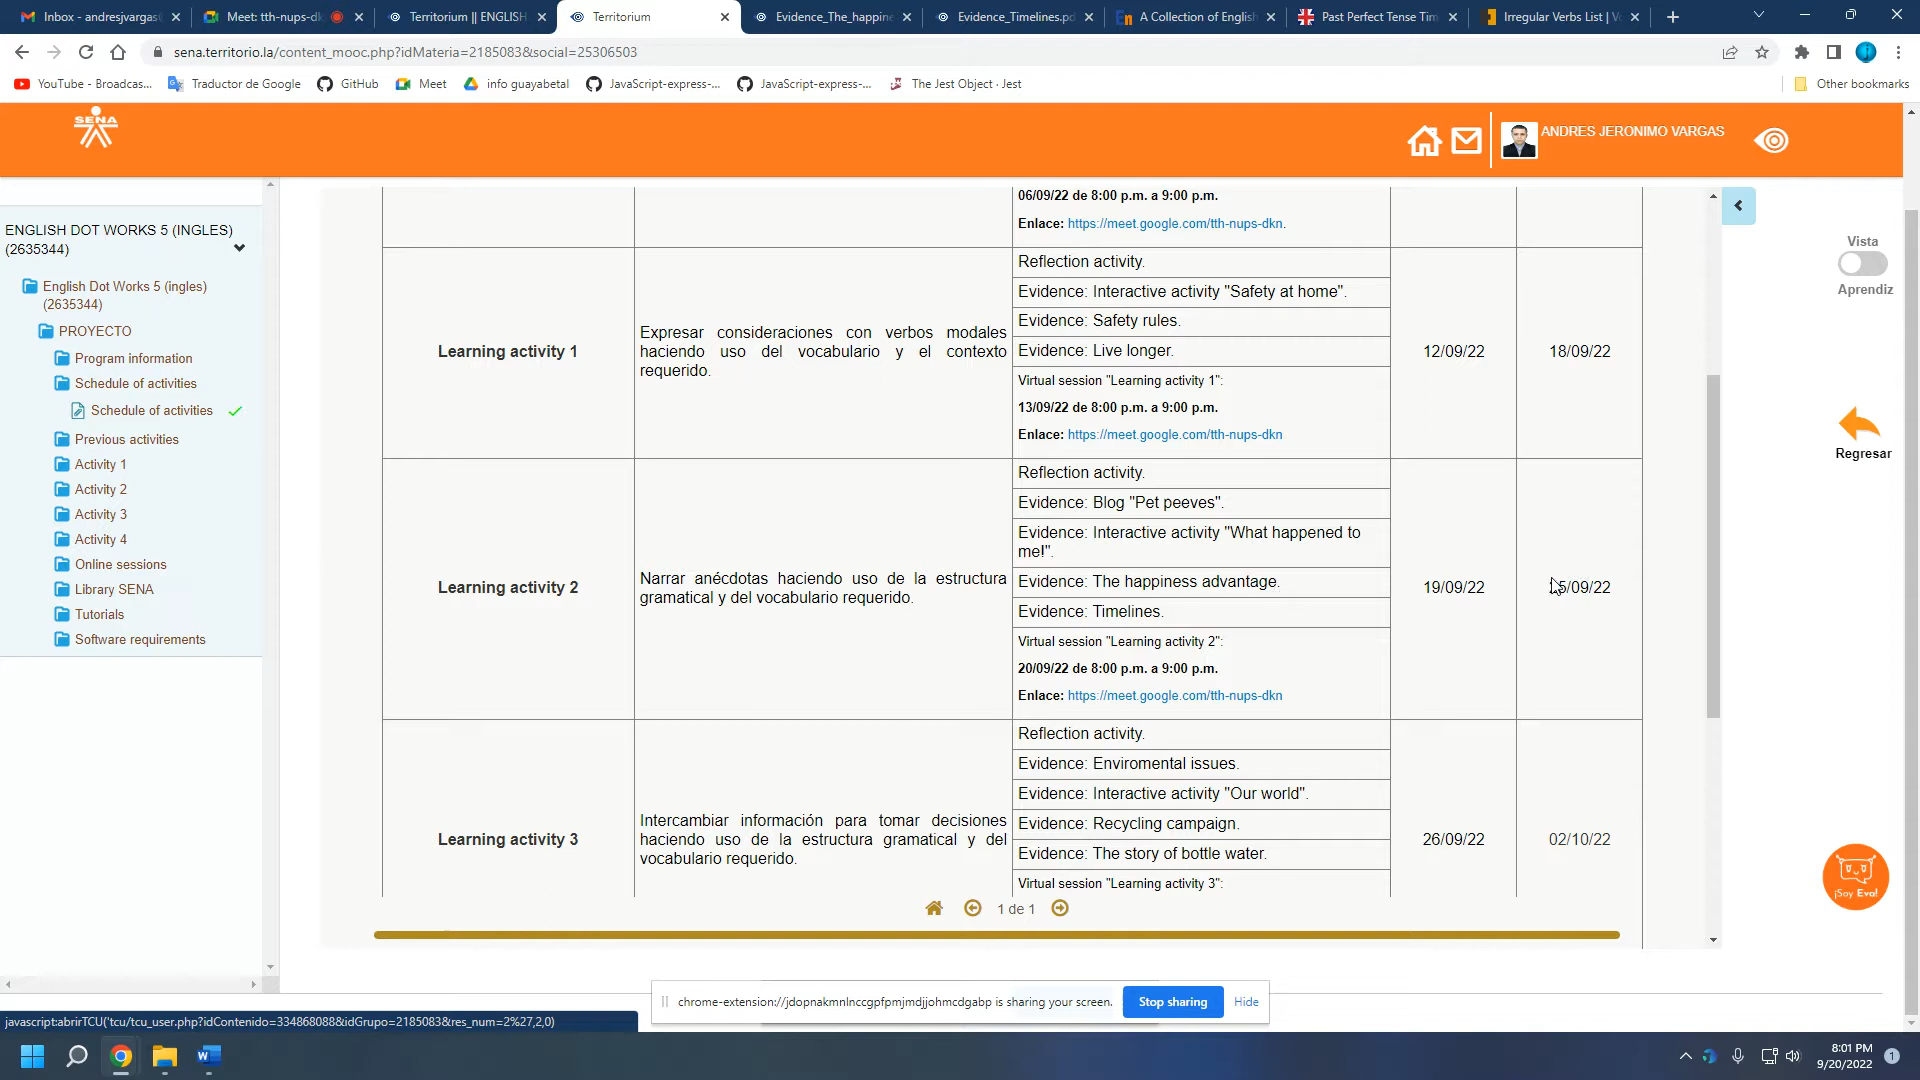 Inbox - andresjvargas
Meet: tth-nups-dk
Territorium || ENGLISH
Territorium
Evidence_The_happine
Evidence_Timelines.pd
A Collection of English
Past Perfect Tense Tim
Irregular Verbs List | V
sena.territorio.la/content_mooc.php?idMateria=2185083&social=25306503
YouTube - Broadcas...
Traductor de Google
GitHub
Meet
info guayabetal
JavaScript-express-...
JavaScript-express-...
The Jest Object · Jest
Other bookmarks
SENA
ANDRES JERONIMO VARGAS
ENGLISH DOT WORKS 5 (INGLES)
(2635344)
English Dot Works 5 (ingles)
(2635344)
PROYECTO
Program information
Schedule of activities
Schedule of activities
Previous activities
Activity 1
Activity 2
Activity 3
Activity 4
Online sessions
Library SENA
Tutorials
Software requirements
06/09/22 de 8:00 p.m. a 9:00 p.m.
Enlace: https://meet.google.com/tth-nups-dkn.
Learning activity 1
Expresar consideraciones con verbos modales
haciendo uso del vocabulario y el contexto
requerido.
Reflection activity.
Evidence: Interactive activity "Safety at home".
Evidence: Safety rules.
Evidence: Live longer.
Virtual session "Learning activity 1":
13/09/22 de 8:00 p.m. a 9:00 p.m.
Enlace: https://meet.google.com/tth-nups-dkn
12/09/22
18/09/22
Learning activity 2
Narrar anécdotas haciendo uso de la estructura
gramatical y del vocabulario requerido.
Reflection activity.
Evidence: Blog "Pet peeves".
Evidence: Interactive activity "What happened to
me!".
Evidence: The happiness advantage.
Evidence: Timelines.
Virtual session "Learning activity 2":
20/09/22 de 8:00 p.m. a 9:00 p.m.
Enlace: https://meet.google.com/tth-nups-dkn
19/09/22
5/09/22
Learning activity 3
Intercambiar información para tomar decisiones
haciendo uso de la estructura gramatical y del
vocabulario requerido.
Reflection activity.
Evidence: Enviromental issues.
Evidence: Interactive activity "Our world".
Evidence: Recycling campaign.
Evidence: The story of bottle water.
Virtual session "Learning activity 3":
26/09/22
02/10/22
1 de 1
Vista
Aprendiz
Regresar
¡Soy Eva!
chrome-extension://jdopnakmnlnccgpfpmjmdjjohmcdgabp is sharing your screen.
Stop sharing
Hide
javascript:abrirTCU('tcu/tcu_user.php?idContenido=334868088&idGrupo=2185083&res_num=2%27,2,0)
8:01 PM
9/20/2022
1